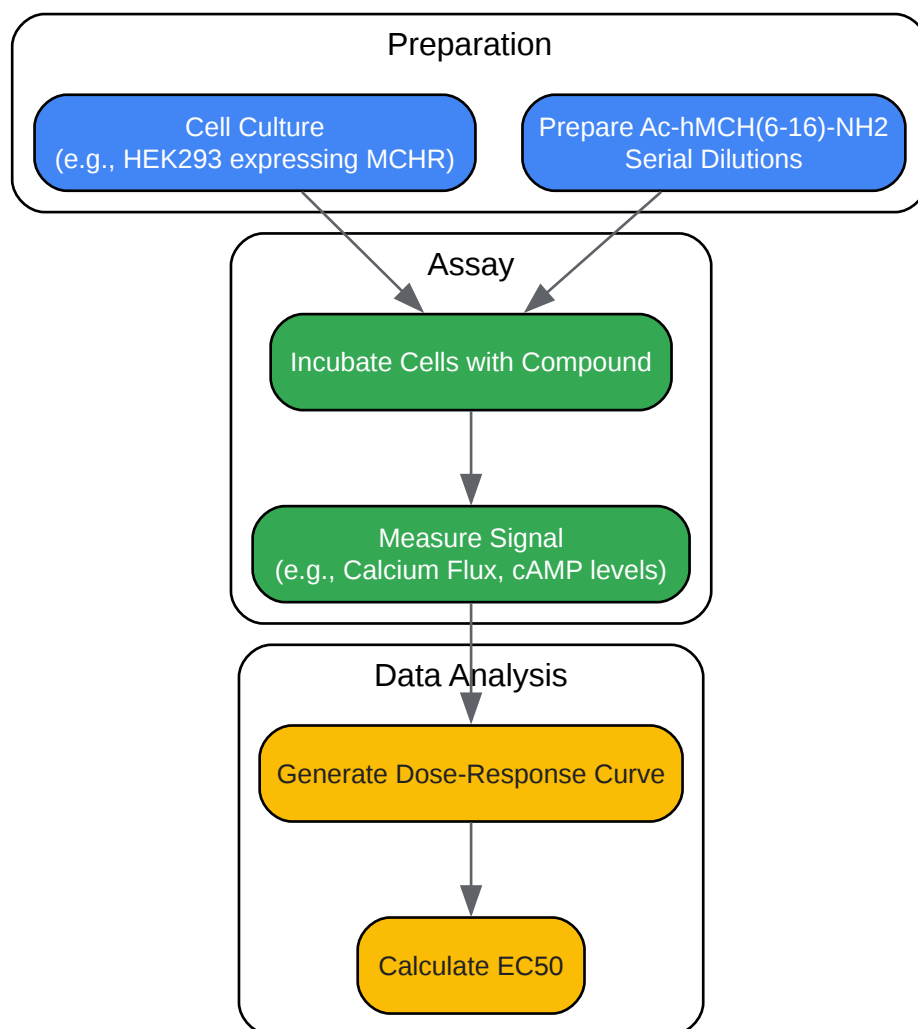 Preparation
Cell Culture
(e.g., HEK293 expressing MCHR)
Prepare Ac-hMCH(6-16)-NH2
Serial Dilutions
Assay
Incubate Cells with Compound
Measure Signal
(e.g., Calcium Flux, cAMP levels)
Data Analysis
Generate Dose-Response Curve
Calculate EC50